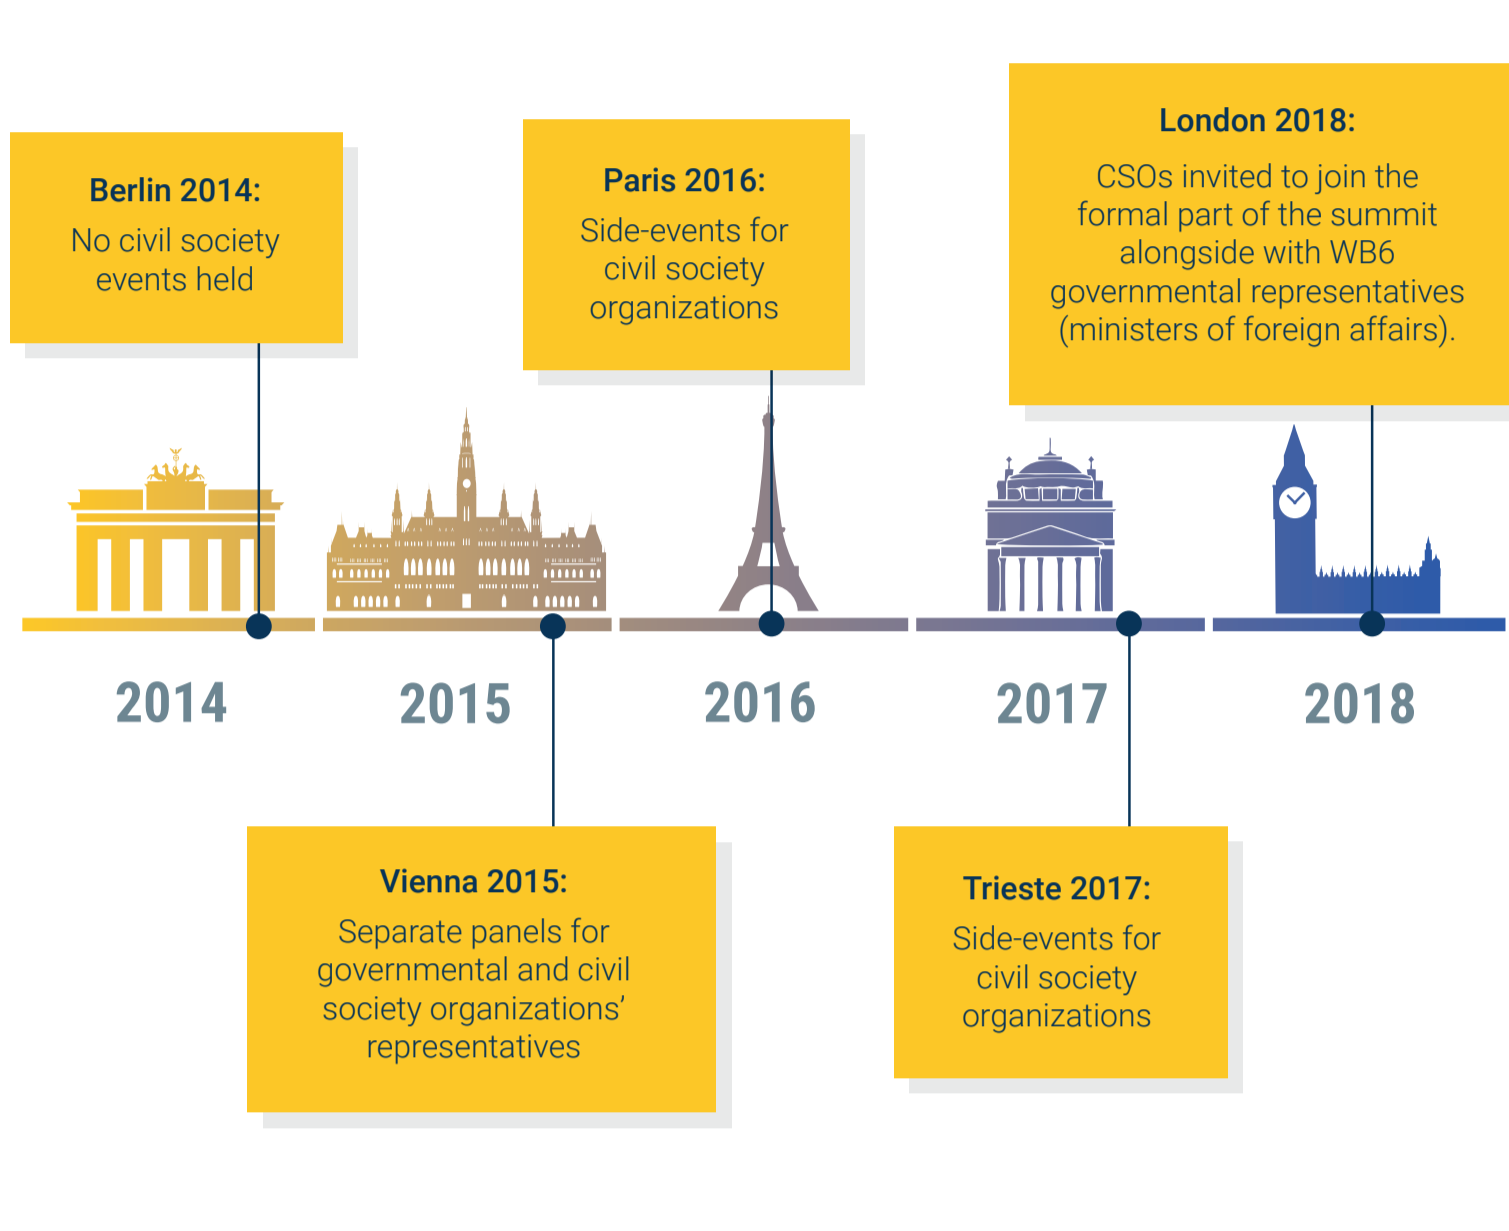 Berlin 2014:
No civil society
events held
Paris 2016:
Side-events for
civil society
organizations
London 2018:
CSOs invited to join the
formal part of the summit
alongside with WB6
governmental representatives
(ministers of foreign affairs).
2014
2015
2016
2017
2018
Vienna 2015:
Separate panels for
governmental and civil
society organizations’
representatives
Trieste 2017:
Side-events for
civil society
organizations